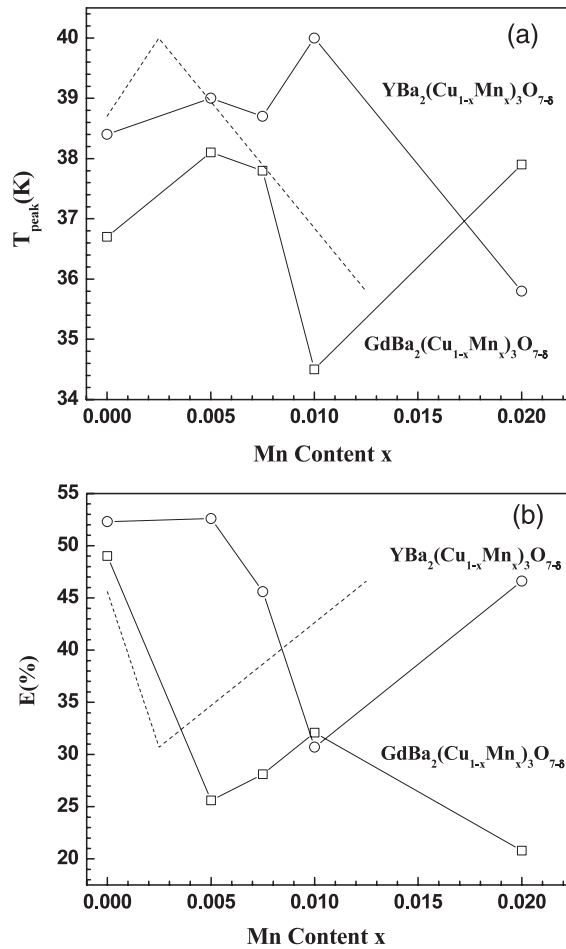 (a)
40
39
38
37
36
35
34
T_peak(K)
YBa₂(Cu₁₋ₓMnₓ)₃O₇₋δ
GdBa₂(Cu₁₋ₓMnₓ)₃O₇₋δ
0.000 0.005 0.010 0.015 0.020
Mn Content x
(b)
55
50
45
40
35
30
25
20
E(%)
YBa₂(Cu₁₋ₓMnₓ)₃O₇₋δ
GdBa₂(Cu₁₋ₓMnₓ)₃O₇₋δ
0.000 0.005 0.010 0.015 0.020
Mn Content x